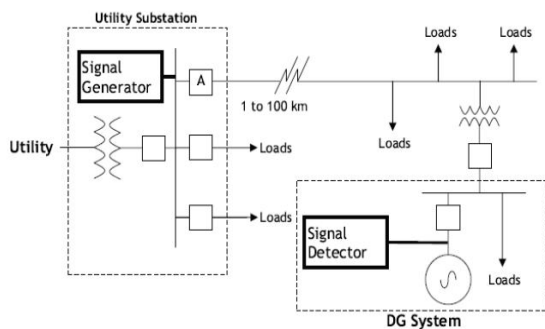 Utility Substation
Signal
Generator
A
Loads
Loads
1 to 100 km
Utility
Loads
Loads
Loads
Signal
Detector
Loads
DG System